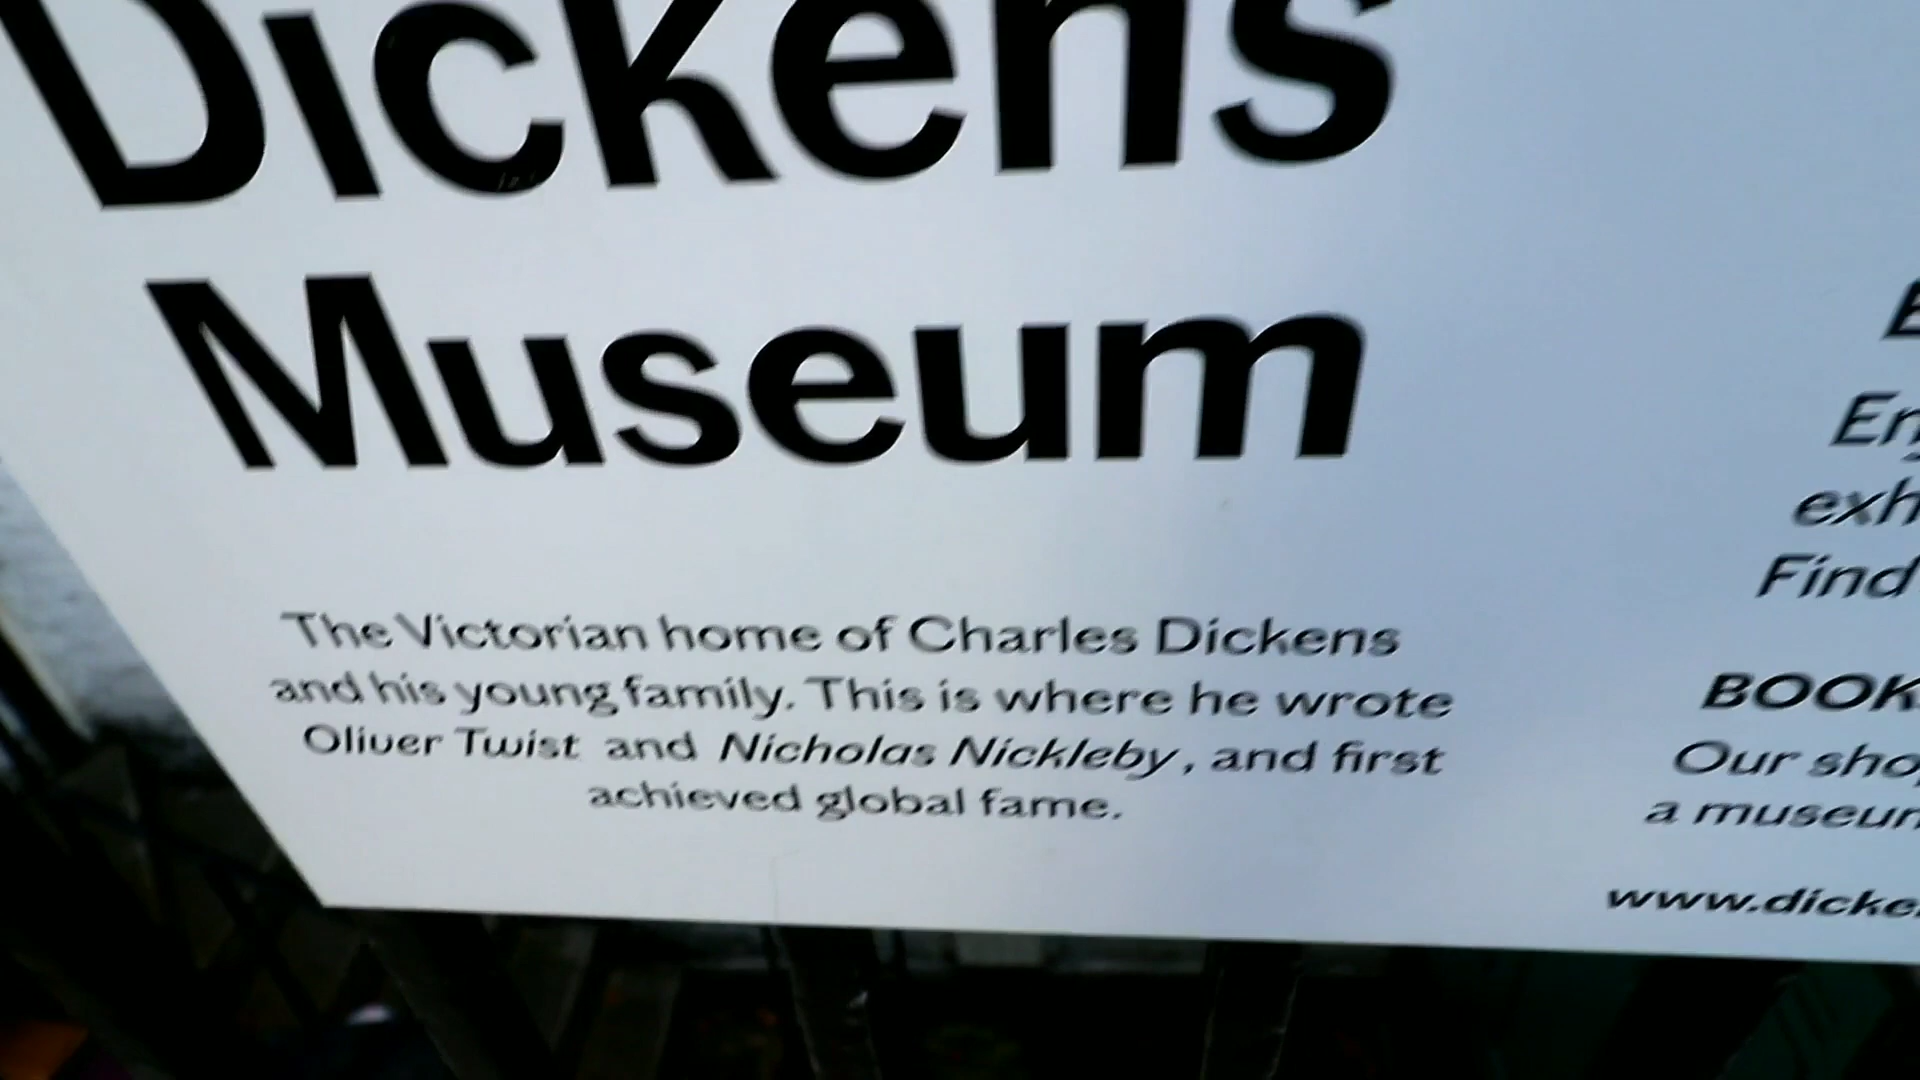 Dickens
Museum
The Victorian home of Charles Dickens
and his young family. This is where he wrote
Oliver Twist and Nicholas Nickleby, and first
achieved global fame.
Find
BOOK
Our
a